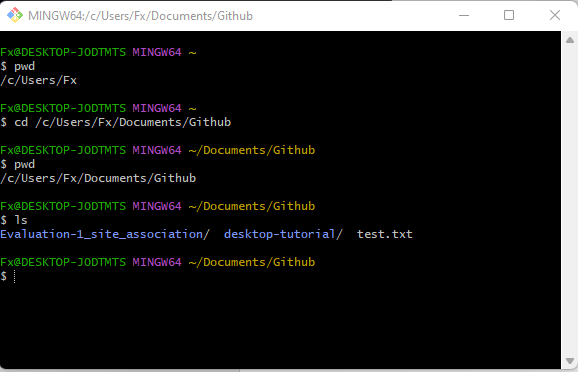 MINGW64:/c/Users/Fx/Documents/Github
Fx@DESKTOP-JODTMTS MINGW64 ~
$ pwd
/c/Users/Fx
Fx@DESKTOP-JODTMTS MINGW64 ~
$ cd /c/Users/Fx/Documents/Github
Fx@DESKTOP-JODTMTS MINGW64 ~/Documents/Github
$ pwd
/c/Users/Fx/Documents/Github
Fx@DESKTOP-JODTMTS MINGW64 ~/Documents/Github
$ ls
Evaluation-1_site_association/  desktop-tutorial/  test.txt
Fx@DESKTOP-JODTMTS MINGW64 ~/Documents/Github
$